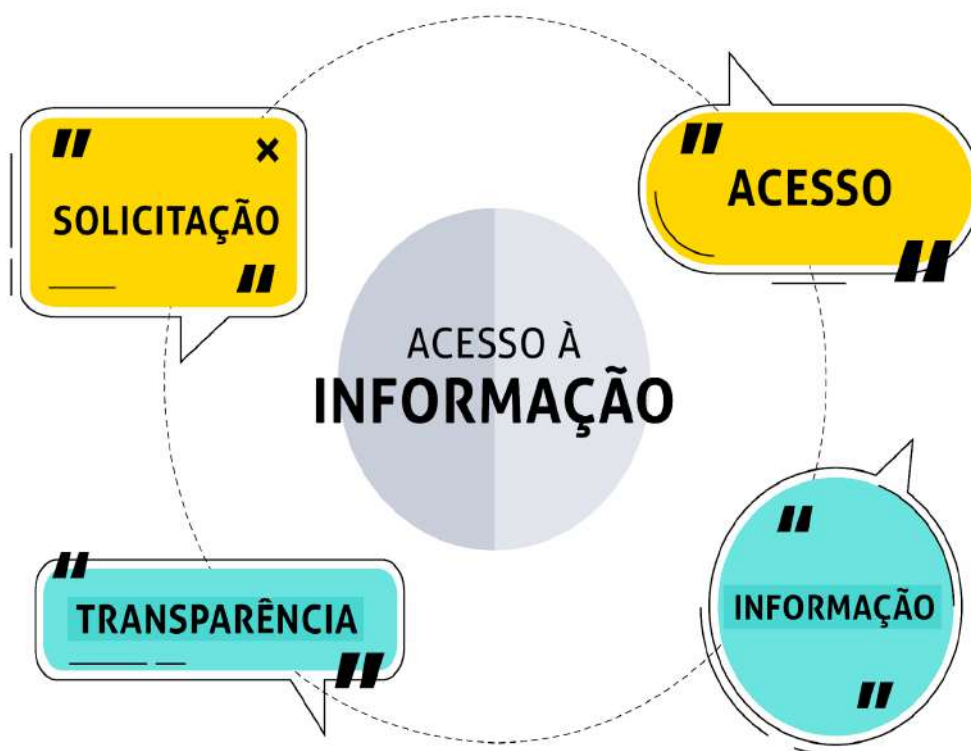 SOLICITAÇÃO
ACESSO
ACESSO À
INFORMAÇÃO
TRANSPARÊNCIA
INFORMAÇÃO